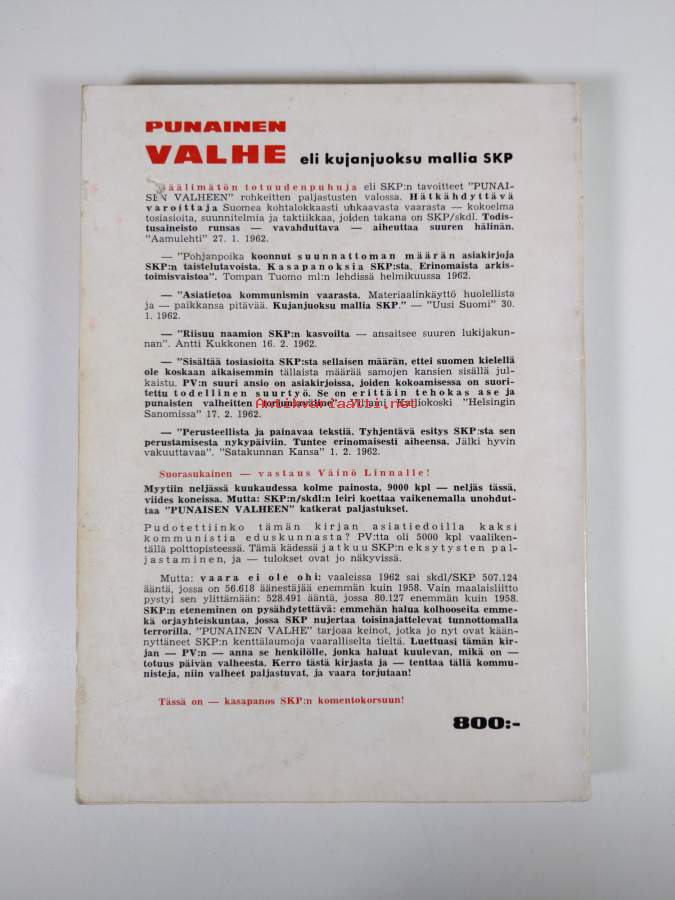 PUNAINEN
VALHE eli kujanjuoksu mallia SKP
totuudenpuhuja eli SKP:n tavoitteet "PUNAI-
SEN VALHEEN" rohkeitten paljastusten valossa. Hätkähdyttävä
varoittaja Suomea kohtalokkaasti uhkaavasta vaarasta — kokoelma
tosiasioita, suunnitelmia ja taktiikkaa, joiden takana on SKP/skdl. Todis-
tusaineisto runsas — vavahduttava — aiheuttaa suuren hälinän.
"Aamulehti" 27. 1. 1962.
— "Pohjanpoika koonnut suunnattoman määrän asiakirjoja
SKP:n taistelutavoista. Kasapanoksia SKP:sta. Erinomaista arkis-
toimisvaistoa". Tompan Tuomo ml:n lehdissä helmikuussa 1962.
— "Asiatietoa kommunismin vaarasta. Materiaalinkäyttö huolellista
ja — paikkansa pitävää. Kujanjuoksu mallia SKP." — "Uusi Suomi" 30.
1. 1962.
— "Riisuu naamion SKP:n kasvoilta — ansaitsee suuren lukijakun-
nan". Antti Kukkonen 16. 2. 1962.
— "Sisältää tosiasioita SKP:sta sellaisen määrän, ettei suomen kielellä
ole koskaan aikaisemmin tällaista määrää samojen kansien sisällä jul-
kaistu. PV:n suuri ansio on asiakirjoissa, joiden kokoamisessa on suori-
tettu todellinen suurtyö. Se on erittäin tehokas ase ja
punaisten valheitten torjuntaväline". Viljami Kalliokoski "Helsingin
Sanomissa" 17. 2. 1962.
— "Perusteellista ja painavaa tekstiä. Tyhjentävä esitys SKP:sta sen
perustamisesta nykypäiviin. Tuntee erinomaisesti aiheensa. Jälki hyvin
vakuuttavaa". "Satakunnan Kansa" 1. 2. 1962.
Suorasukainen — vastaus Väinö Linnalle!
Myytiin neljässä kuukaudessa kolme painosta, 9000 kpl — neljäs tässä,
viides koneissa. Mutta: SKP:n/skdl:n leiri koettaa vaikenemalla unohdut-
taa "PUNAISEN VALHEEN" katkerat paljastukset.
Pudotettiinko tämän kirjan asiatiedoilla kaksi
kommunistia eduskunnasta? PV:tta oli 5000 kpl vaaliken-
tällä polttopisteessä. Tämä kädessä jatkuu SKP:n eksytysten pal-
jastaminen, ja — tulokset ovat jo näkyvissä.
Mutta: vaara ei ole ohi: vaaleissa 1962 sai skdl/SKP 507.124
ääntä, jossa on 56.618 äänestäjää enemmän kuin 1958. Vain maalaisliitto
pystyi sen ylittämään: 528.491 ääntä, jossa 80.127 enemmän kuin 1958.
SKP:n eteneminen on pysähdytettävä: emmehän halua kolhooseita emme-
kä orjayhteiskuntaa, jossa SKP nujertaa toisinajattelevat tunnottomalla
terrorilla. "PUNAINEN VALHE" tarjoaa keinot, jotka jo nyt ovat kään-
nyttäneet SKP:n kenttälaumoja vaaralliselta tieltä. Luettuasi tämän kir-
jan — PV:n — anna se henkilölle, jonka haluat kuulevan, mikä on —
totuus päivän valheesta. Kerro tästä kirjasta ja — tenttaa tällä kommu-
nisteja, niin valheet paljastuvat, ja vaara torjutaan!
Tässä on — kasapanos SKP:n komentokorsuun!
800:-
Antikvariaatti.net